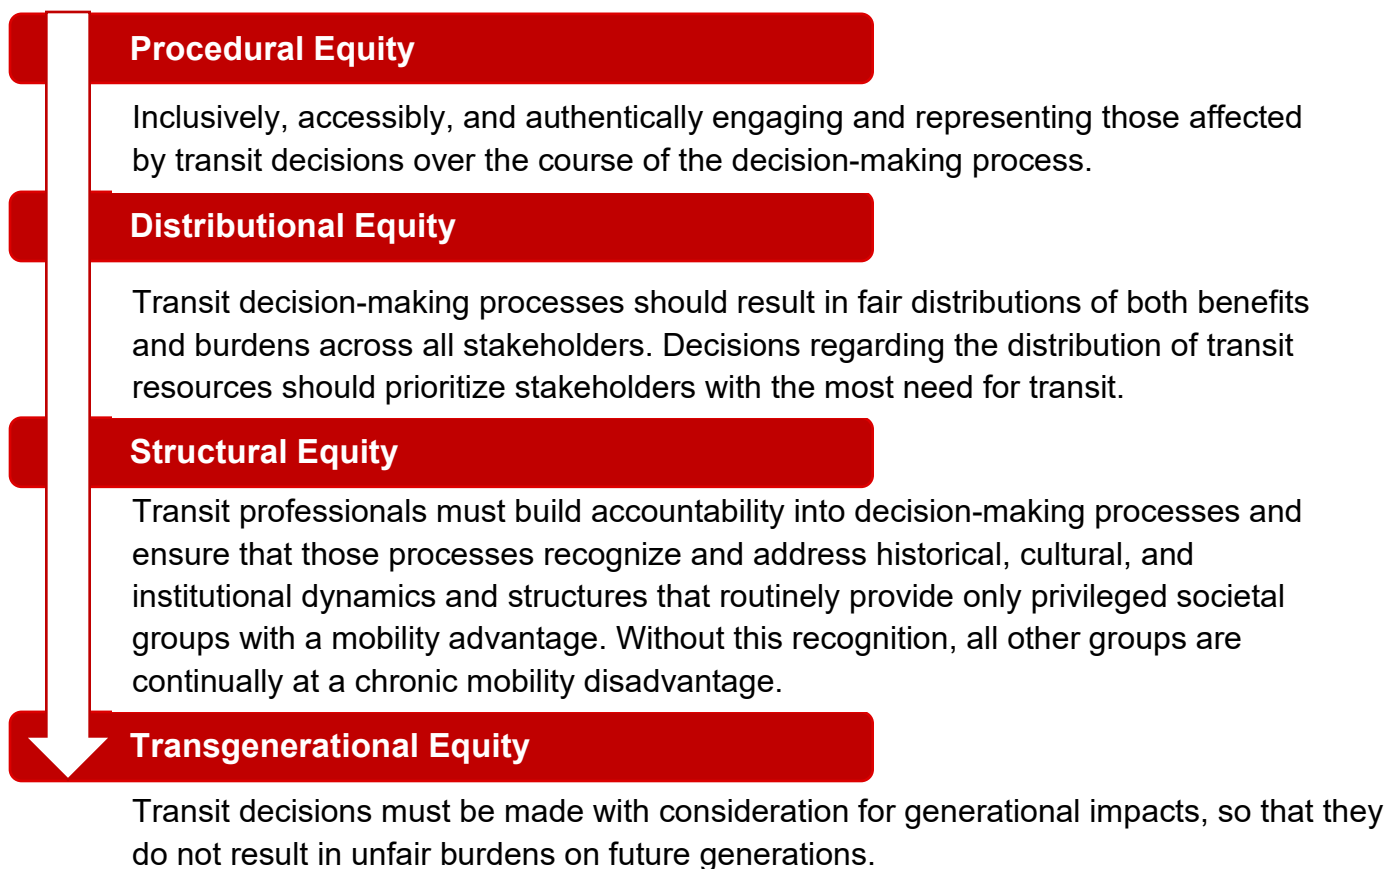 Procedural Equity
Inclusively, accessibly, and authentically engaging and representing those affected
by transit decisions over the course of the decision-making process.
Distributional Equity
Transit decision-making processes should result in fair distributions of both benefits
and burdens across all stakeholders. Decisions regarding the distribution of transit
resources should prioritize stakeholders with the most need for transit.
Structural Equity
Transit professionals must build accountability into decision-making processes and
ensure that those processes recognize and address historical, cultural, and
institutional dynamics and structures that routinely provide only privileged societal
groups with a mobility advantage. Without this recognition, all other groups are
continually at a chronic mobility disadvantage.
Transgenerational Equity
Transit decisions must be made with consideration for generational impacts, so that they
do not result in unfair burdens on future generations.